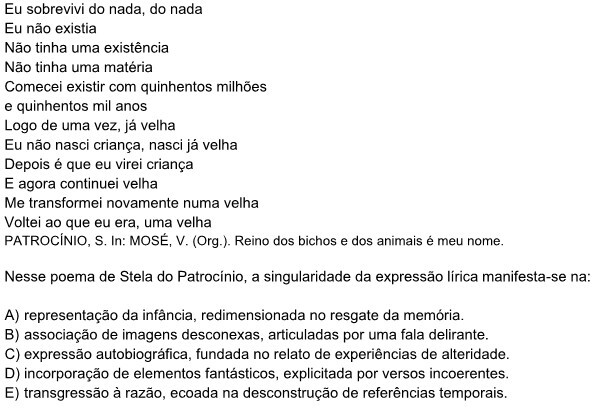 Eu sobrevivi do nada, do nada
Eu não existia
Não tinha uma existência
Não tinha uma matéria
Comecei existir com quinhentos milhões
e quinhentos mil anos
Logo de uma vez, já velha
Eu não nasci criança, nasci já velha
Depois é que eu virei criança
E agora continuei velha
Me transformei novamente numa velha
Voltei ao que eu era, uma velha
PATROCÍNIO, S. In: MOSÉ, V. (Org.). Reino dos bichos e dos animais é meu nome.
Nesse poema de Stela do Patrocínio, a singularidade da expressão lírica manifesta-se na:
A) representação da infância, redimensionada no resgate da memória.
B) associação de imagens desconexas, articuladas por uma fala delirante.
C) expressão autobiográfica, fundada no relato de experiências de alteridade.
D) incorporação de elementos fantásticos, explicitada por versos incoerentes.
E) transgressão à razão, ecoada na desconstrução de referências temporais.